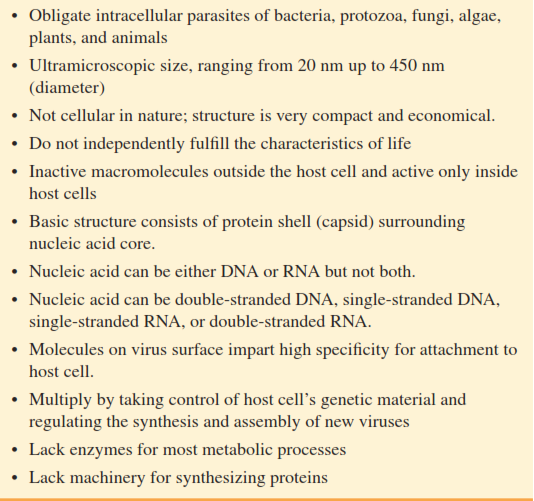 • Obligate intracellular parasites of bacteria, protozoa, fungi, algae,
plants, and animals
• Ultramicroscopic size, ranging from 20 nm up to 450 nm
(diameter)
• Not cellular in nature; structure is very compact and economical.
• Do not independently fulfill the characteristics of life
• Inactive macromolecules outside the host cell and active only inside
host cells
• Basic structure consists of protein shell (capsid) surrounding
nucleic acid core.
• Nucleic acid can be either DNA or RNA but not both.
• Nucleic acid can be double-stranded DNA, single-stranded DNA,
single-stranded RNA, or double-stranded RNA.
• Molecules on virus surface impart high specificity for attachment to
host cell.
• Multiply by taking control of host cell’s genetic material and
regulating the synthesis and assembly of new viruses
• Lack enzymes for most metabolic processes
• Lack machinery for synthesizing proteins